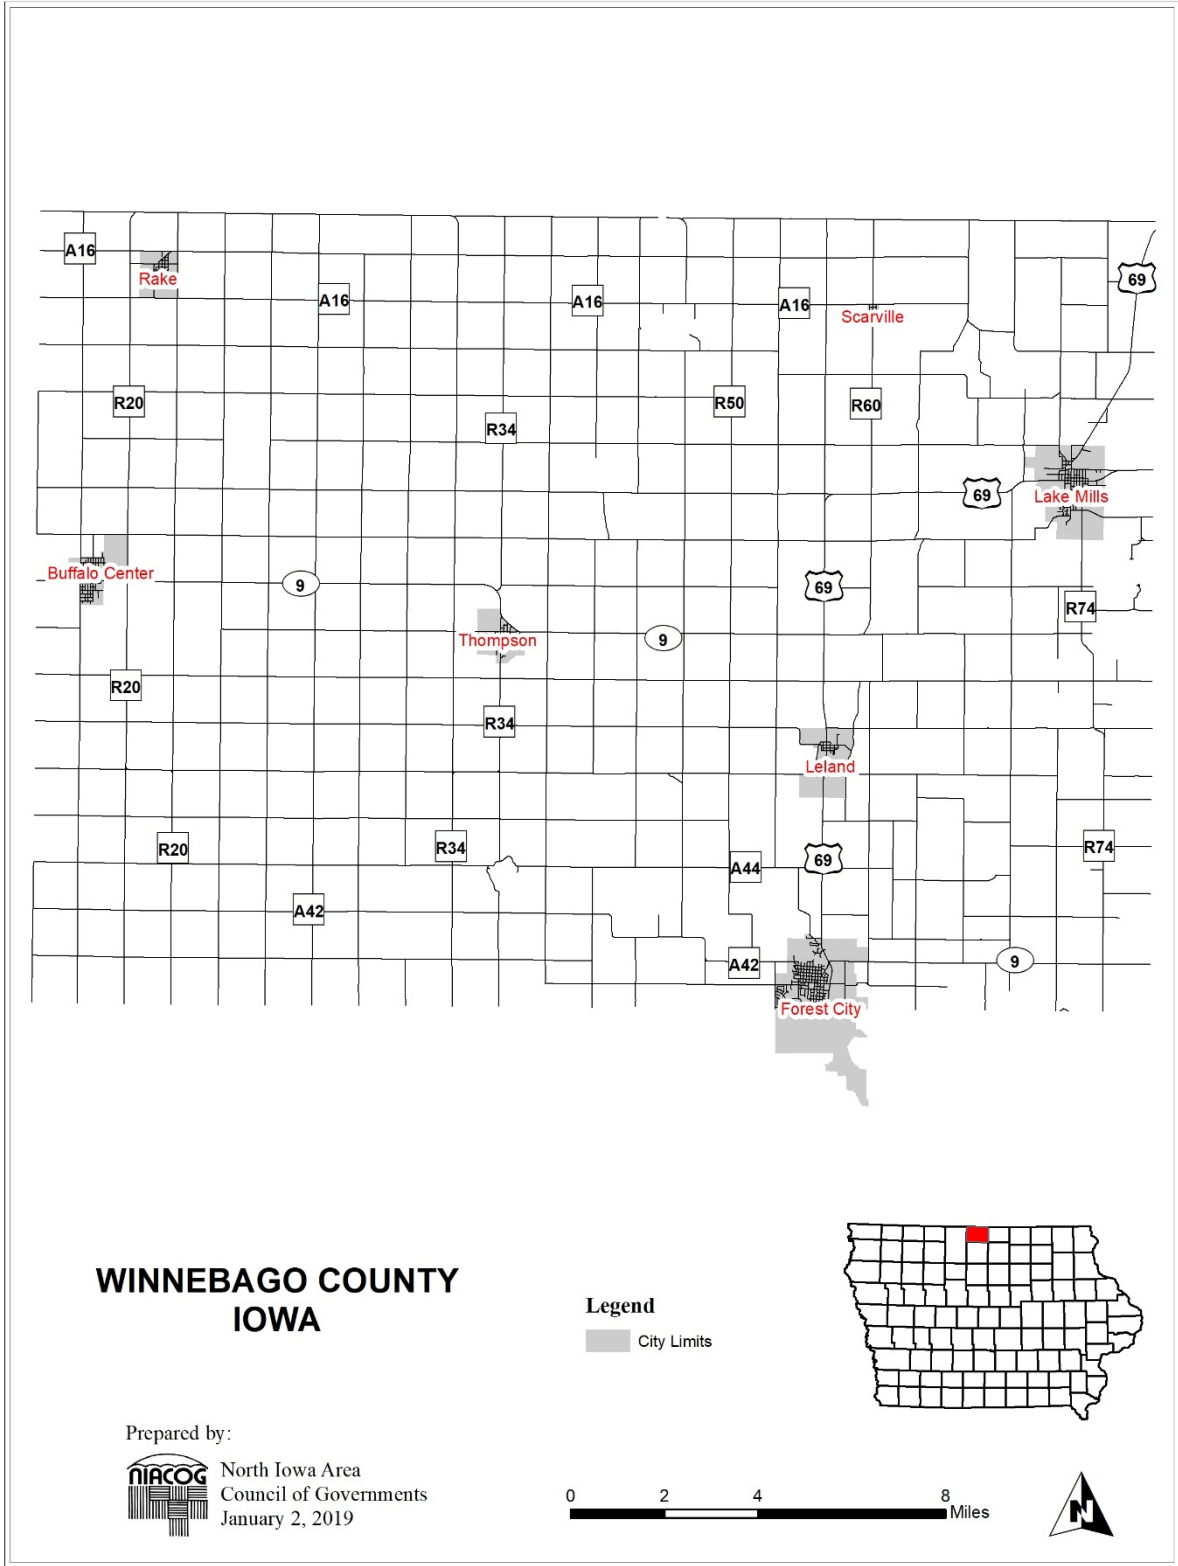 A16
Rake
A16
A16
A16
Scarville
69
R20
R34
R50
R60
69
Lake Mills
Buffalo Center
9
69
R74
Thompson
9
R20
R34
Leland
R20
R34
A44
69
R74
A42
A42
9
Forest City
WINNEBAGO COUNTY
IOWA
Legend
City Limits
Prepared by:
NIACOG
North Iowa Area
Council of Governments
January 2, 2019
0 2 4 8
Miles
N